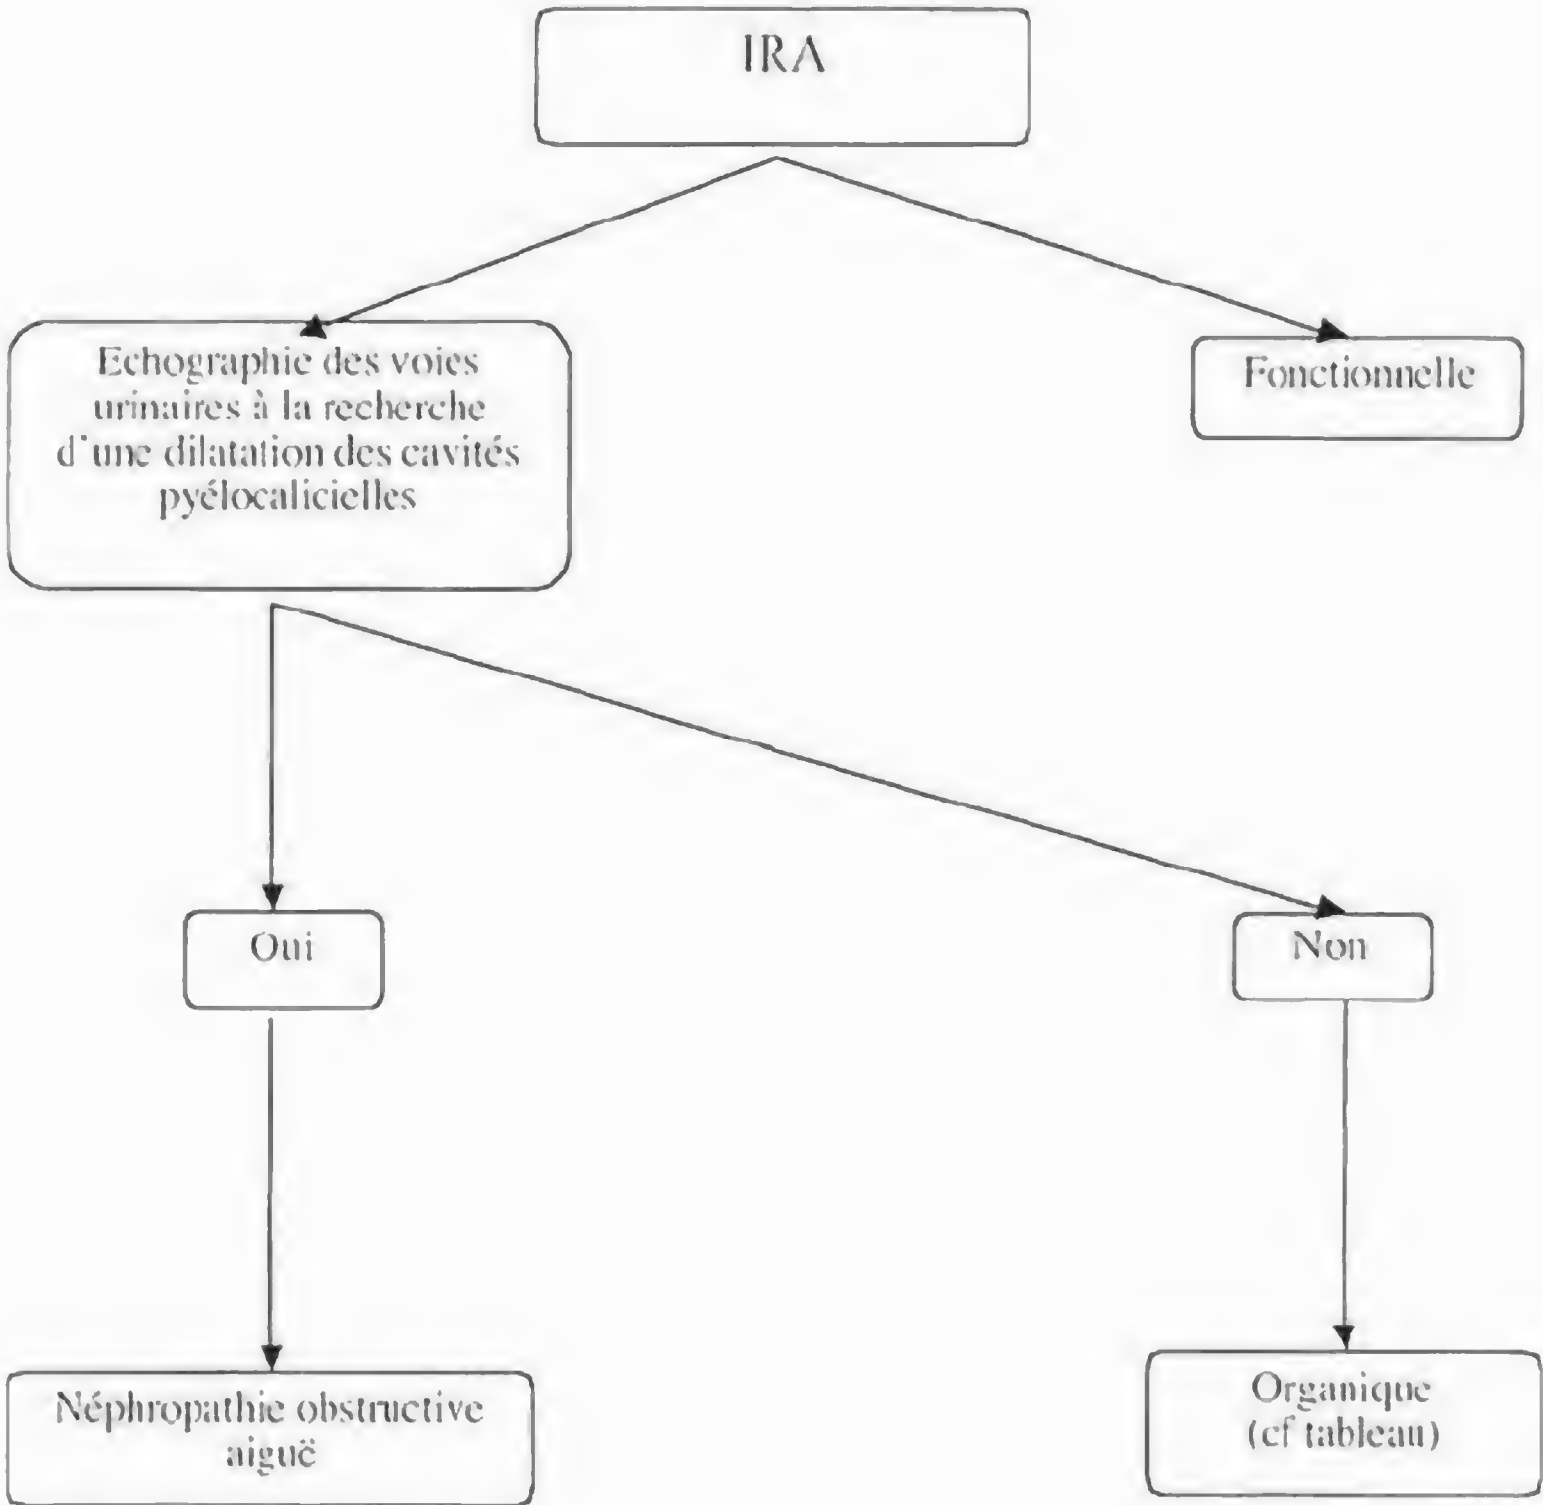 IRA
Echographie des voies
urinaires à la recherche
d'une dilatation des cavités
pyélocalicielles
Fonctionnelle
Oui
Non
Néphropathie obstructive
aiguë
Organique
(cf tableau)